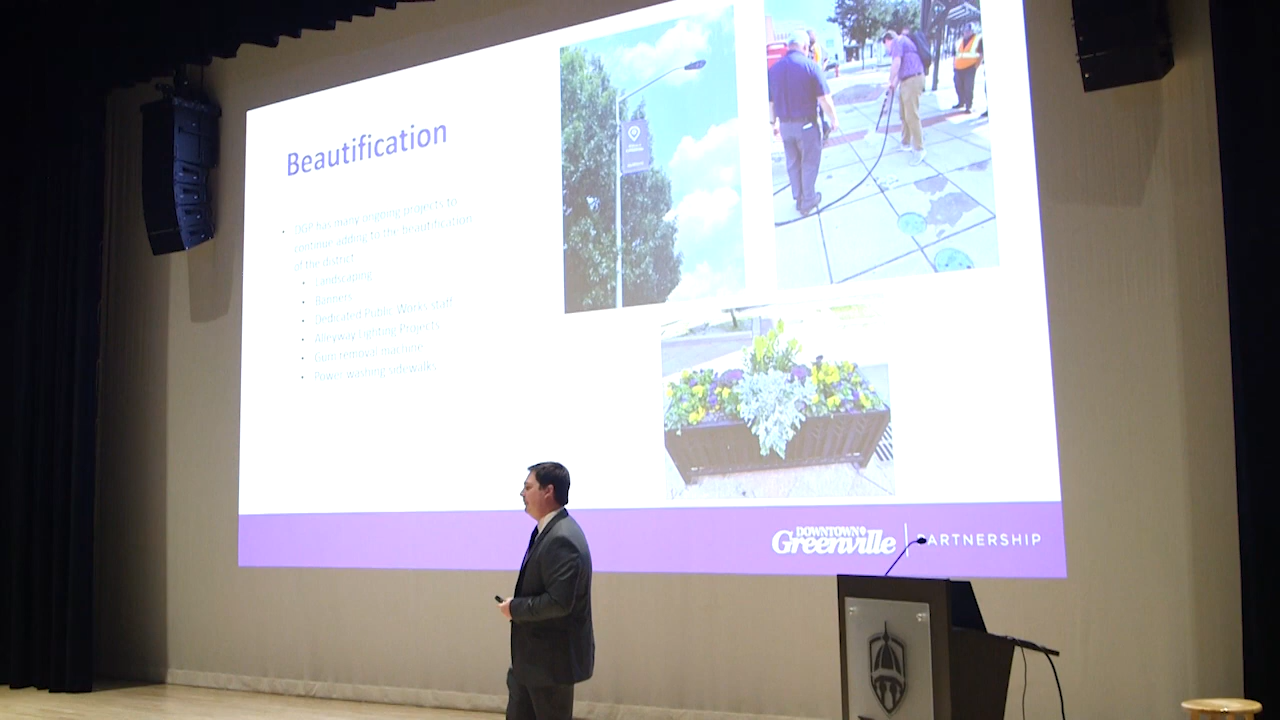 Beautification
DGP has many ongoing projects to
continue adding to the beautification
of the district
Landscaping
Banners
Dedicated Public Works staff
Alleyway Lighting Projects
Gum removal machine
Power washing sidewalks
DOWNTOWN
Greenville
PARTNERSHIP